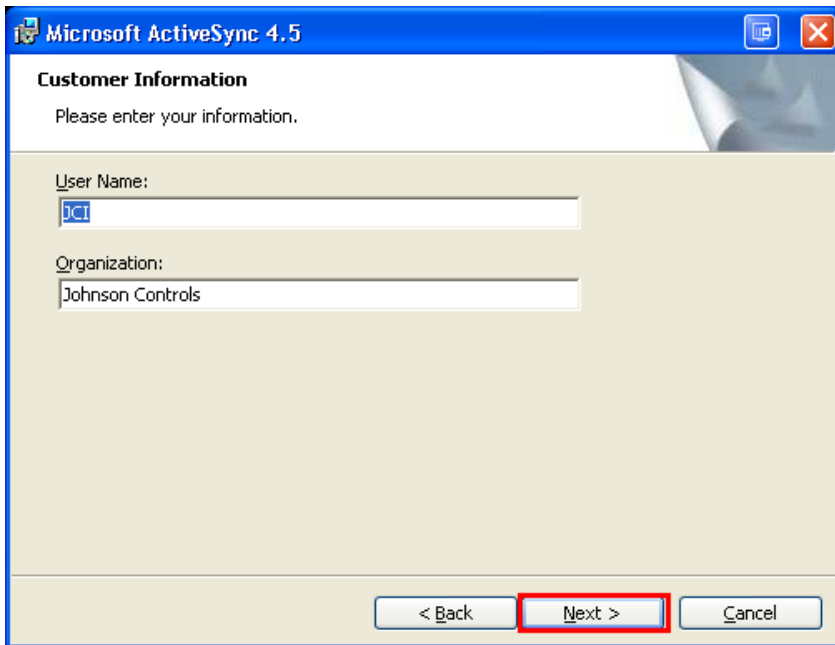 Microsoft ActiveSync 4.5
Customer Information
Please enter your information.
User Name:
JCI
Organization:
Johnson Controls
< Back Next > Cancel